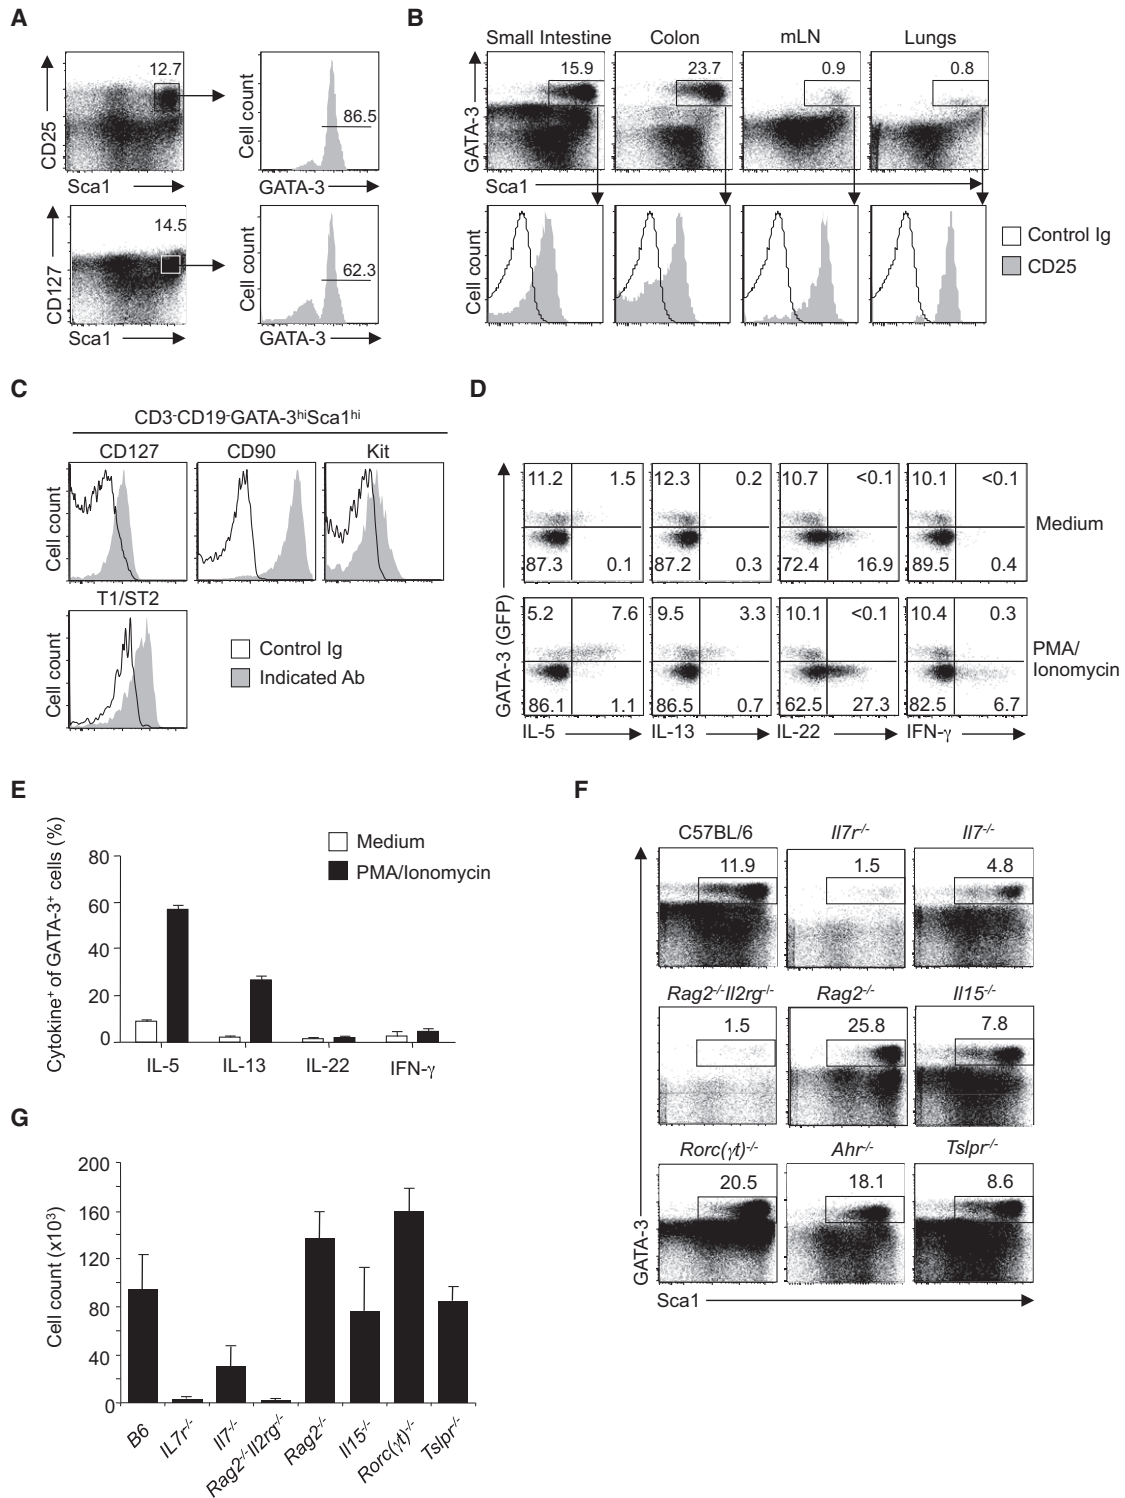 A
CD25
12.7
Sca1
Cell count
86.5
GATA-3
CD127
14.5
Sca1
Cell count
62.3
GATA-3
B
Small Intestine Colon mLN Lungs
GATA-3
15.9 23.7 0.9 0.8
Sca1
Cell count
Control Ig
CD25
C
CD3-CD19-GATA-3hiSca1hi
CD127 CD90 Kit
Cell count
T1/ST2
Cell count
Control Ig
Indicated Ab
D
GATA-3 (GFP)
11.2 1.5 12.3 0.2 10.7 <0.1 10.1 <0.1
Medium
87.3 0.1 87.2 0.3 72.4 16.9 89.5 0.4
5.2 7.6 9.5 3.3 10.1 <0.1 10.4 0.3
PMA/
Ionomycin
86.1 1.1 86.5 0.7 62.5 27.3 82.5 6.7
IL-5 IL-13 IL-22 IFN-γ
E
Cytokine+ of GATA-3+ cells (%)
Medium
PMA/Ionomycin
80
60
40
20
0
IL-5 IL-13 IL-22 IFN-γ
F
C57BL/6 Il7r-/- Il7-/-
11.9 1.5 4.8
Rag2-/-Il2rg-/- Rag2-/- Il15-/-
1.5 25.8 7.8
Rorc(γt)-/- Ahr-/- Tslpr-/-
20.5 18.1 8.6
GATA-3
Sca1
G
Cell count (x103)
200
160
120
80
40
0
B6 IL7r-/- Il7-/- Rag2-/-Il2rg-/- Rag2-/- Il15-/- Rorc(γt)-/- Tslpr-/-